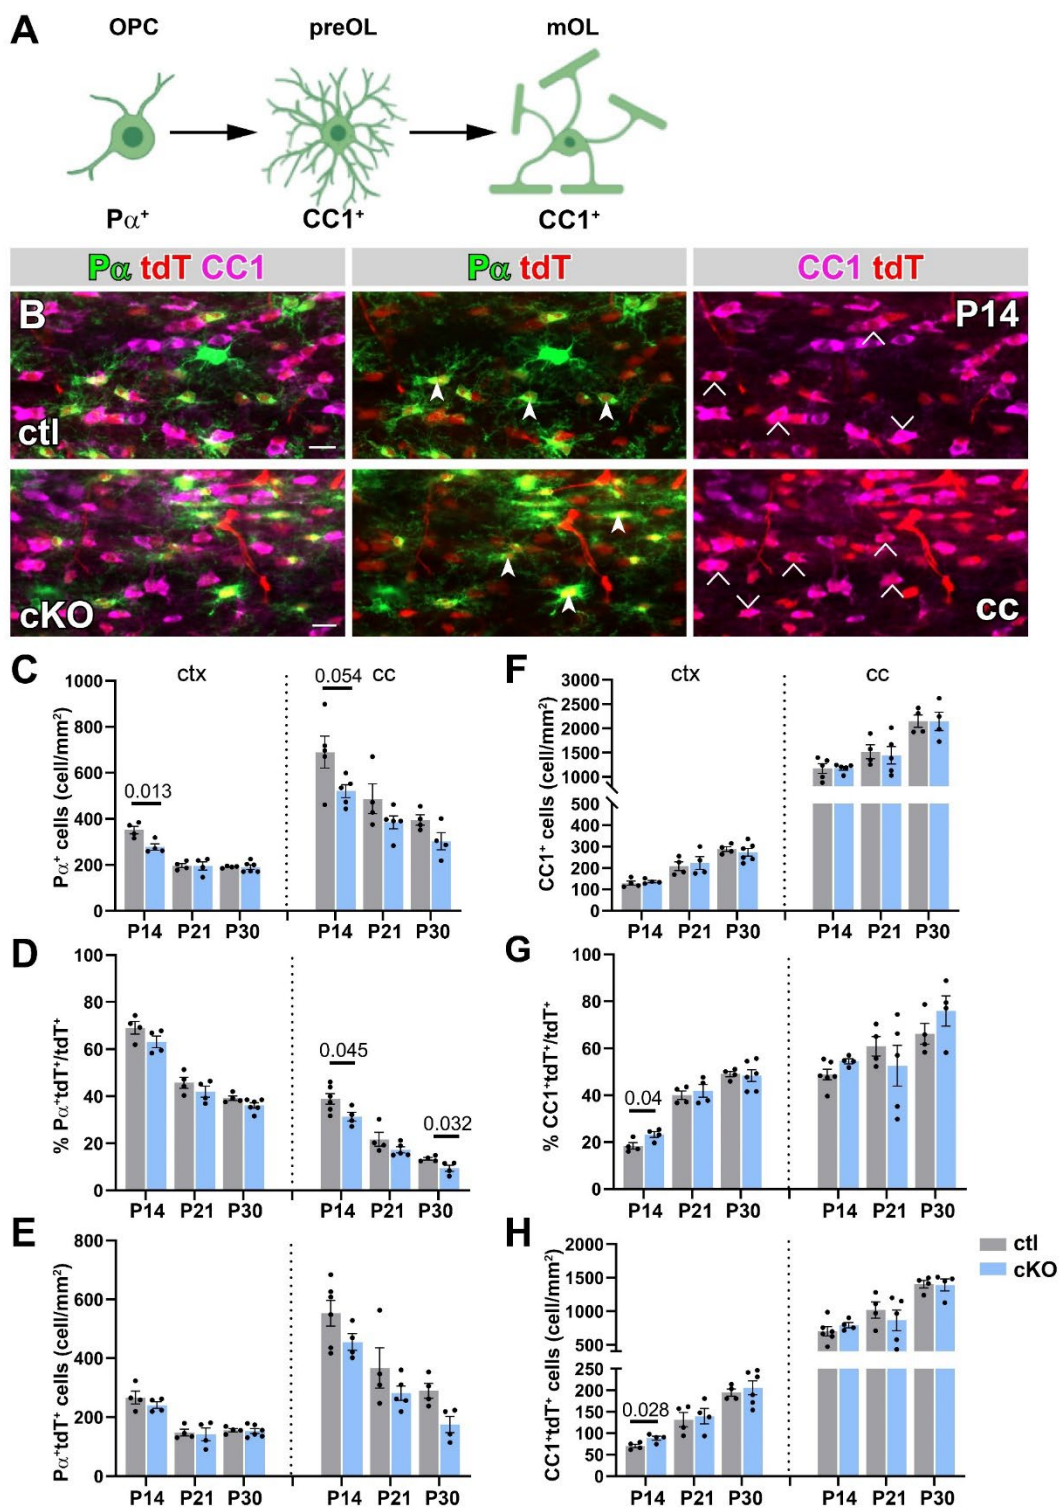 A
OPC preOL mOL
Pα⁺ CC1⁺ CC1⁺
Pα tdT CC1 Pα tdT CC1 tdT
B P14
ctl
cKO cc
C
ctx cc
Pα⁺ cells (cell/mm²)
1000
800
600
400
200
0
0.013
0.054
P14 P21 P30 P14 P21 P30
F
ctx cc
CC1⁺ cells (cell/mm²)
3000
2500
2000
1500
1000
500
400
300
200
100
0
P14 P21 P30 P14 P21 P30
D
% Pα⁺tdT⁺/tdT⁺
100
80
60
40
20
0
0.045
0.032
P14 P21 P30 P14 P21 P30
G
% CC1⁺tdT⁺/tdT⁺
100
80
60
40
20
0
0.04
P14 P21 P30 P14 P21 P30
E
Pα⁺tdT⁺ cells (cell/mm²)
800
600
400
200
0
P14 P21 P30 P14 P21 P30
H
CC1⁺tdT⁺ cells (cell/mm²)
2000
1500
1000
500
250
200
150
100
50
0
0.028
P14 P21 P30 P14 P21 P30
ctl
cKO